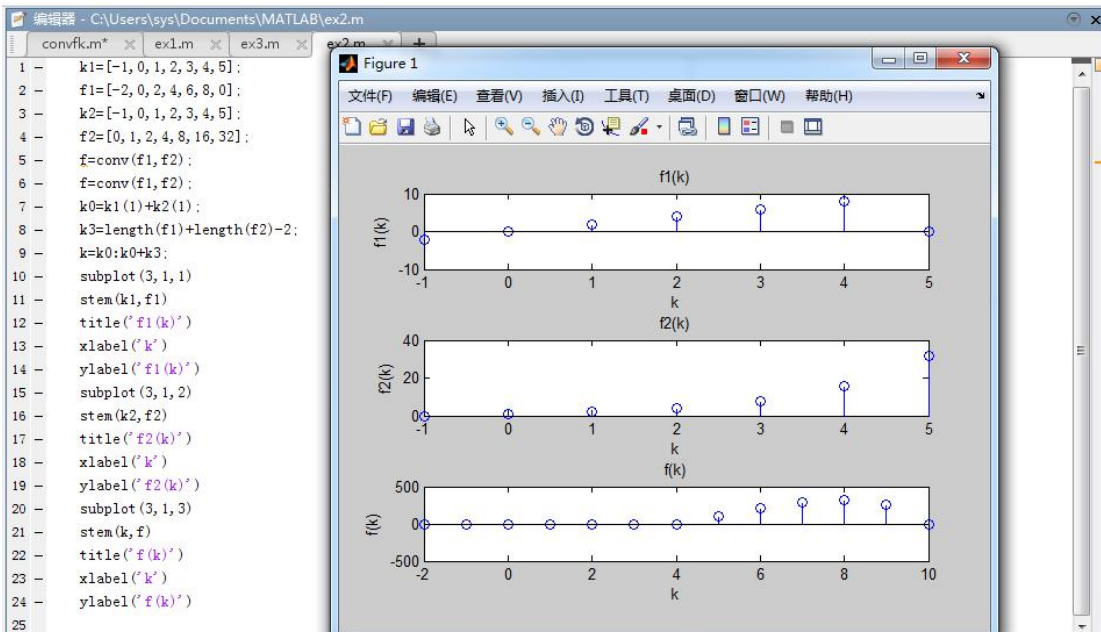 编辑器 - C:\Users\sys\Documents\MATLAB\ex2.m
convfk.m* ex1.m ex3.m ex2.m +
1 k1=[-1,0,1,2,3,4,5];
2 f1=[-2,0,2,4,6,8,0];
3 k2=[-1,0,1,2,3,4,5];
4 f2=[0,1,2,4,8,16,32];
5 f=conv(f1,f2);
6 f=conv(f1,f2);
7 k0=k1(1)+k2(1);
8 k3=length(f1)+length(f2)-2;
9 k=k0:k0+k3;
10 subplot(3,1,1)
11 stem(k1,f1)
12 title('f1(k)')
13 xlabel('k')
14 ylabel('f1(k)')
15 subplot(3,1,2)
16 stem(k2,f2)
17 title('f2(k)')
18 xlabel('k')
19 ylabel('f2(k)')
20 subplot(3,1,3)
21 stem(k,f)
22 title('f(k)')
23 xlabel('k')
24 ylabel('f(k)')
25
Figure 1
文件(F) 编辑(E) 查看(V) 插入(I) 工具(T) 桌面(D) 窗口(W) 帮助(H)
f1(k)
f1(k)
10
0
-10
-1 0 1 2 3 4 5
k
f2(k)
f2(k)
40
20
0
-1 0 1 2 3 4 5
k
f(k)
f(k)
500
0
-500
-2 0 2 4 6 8 10
k